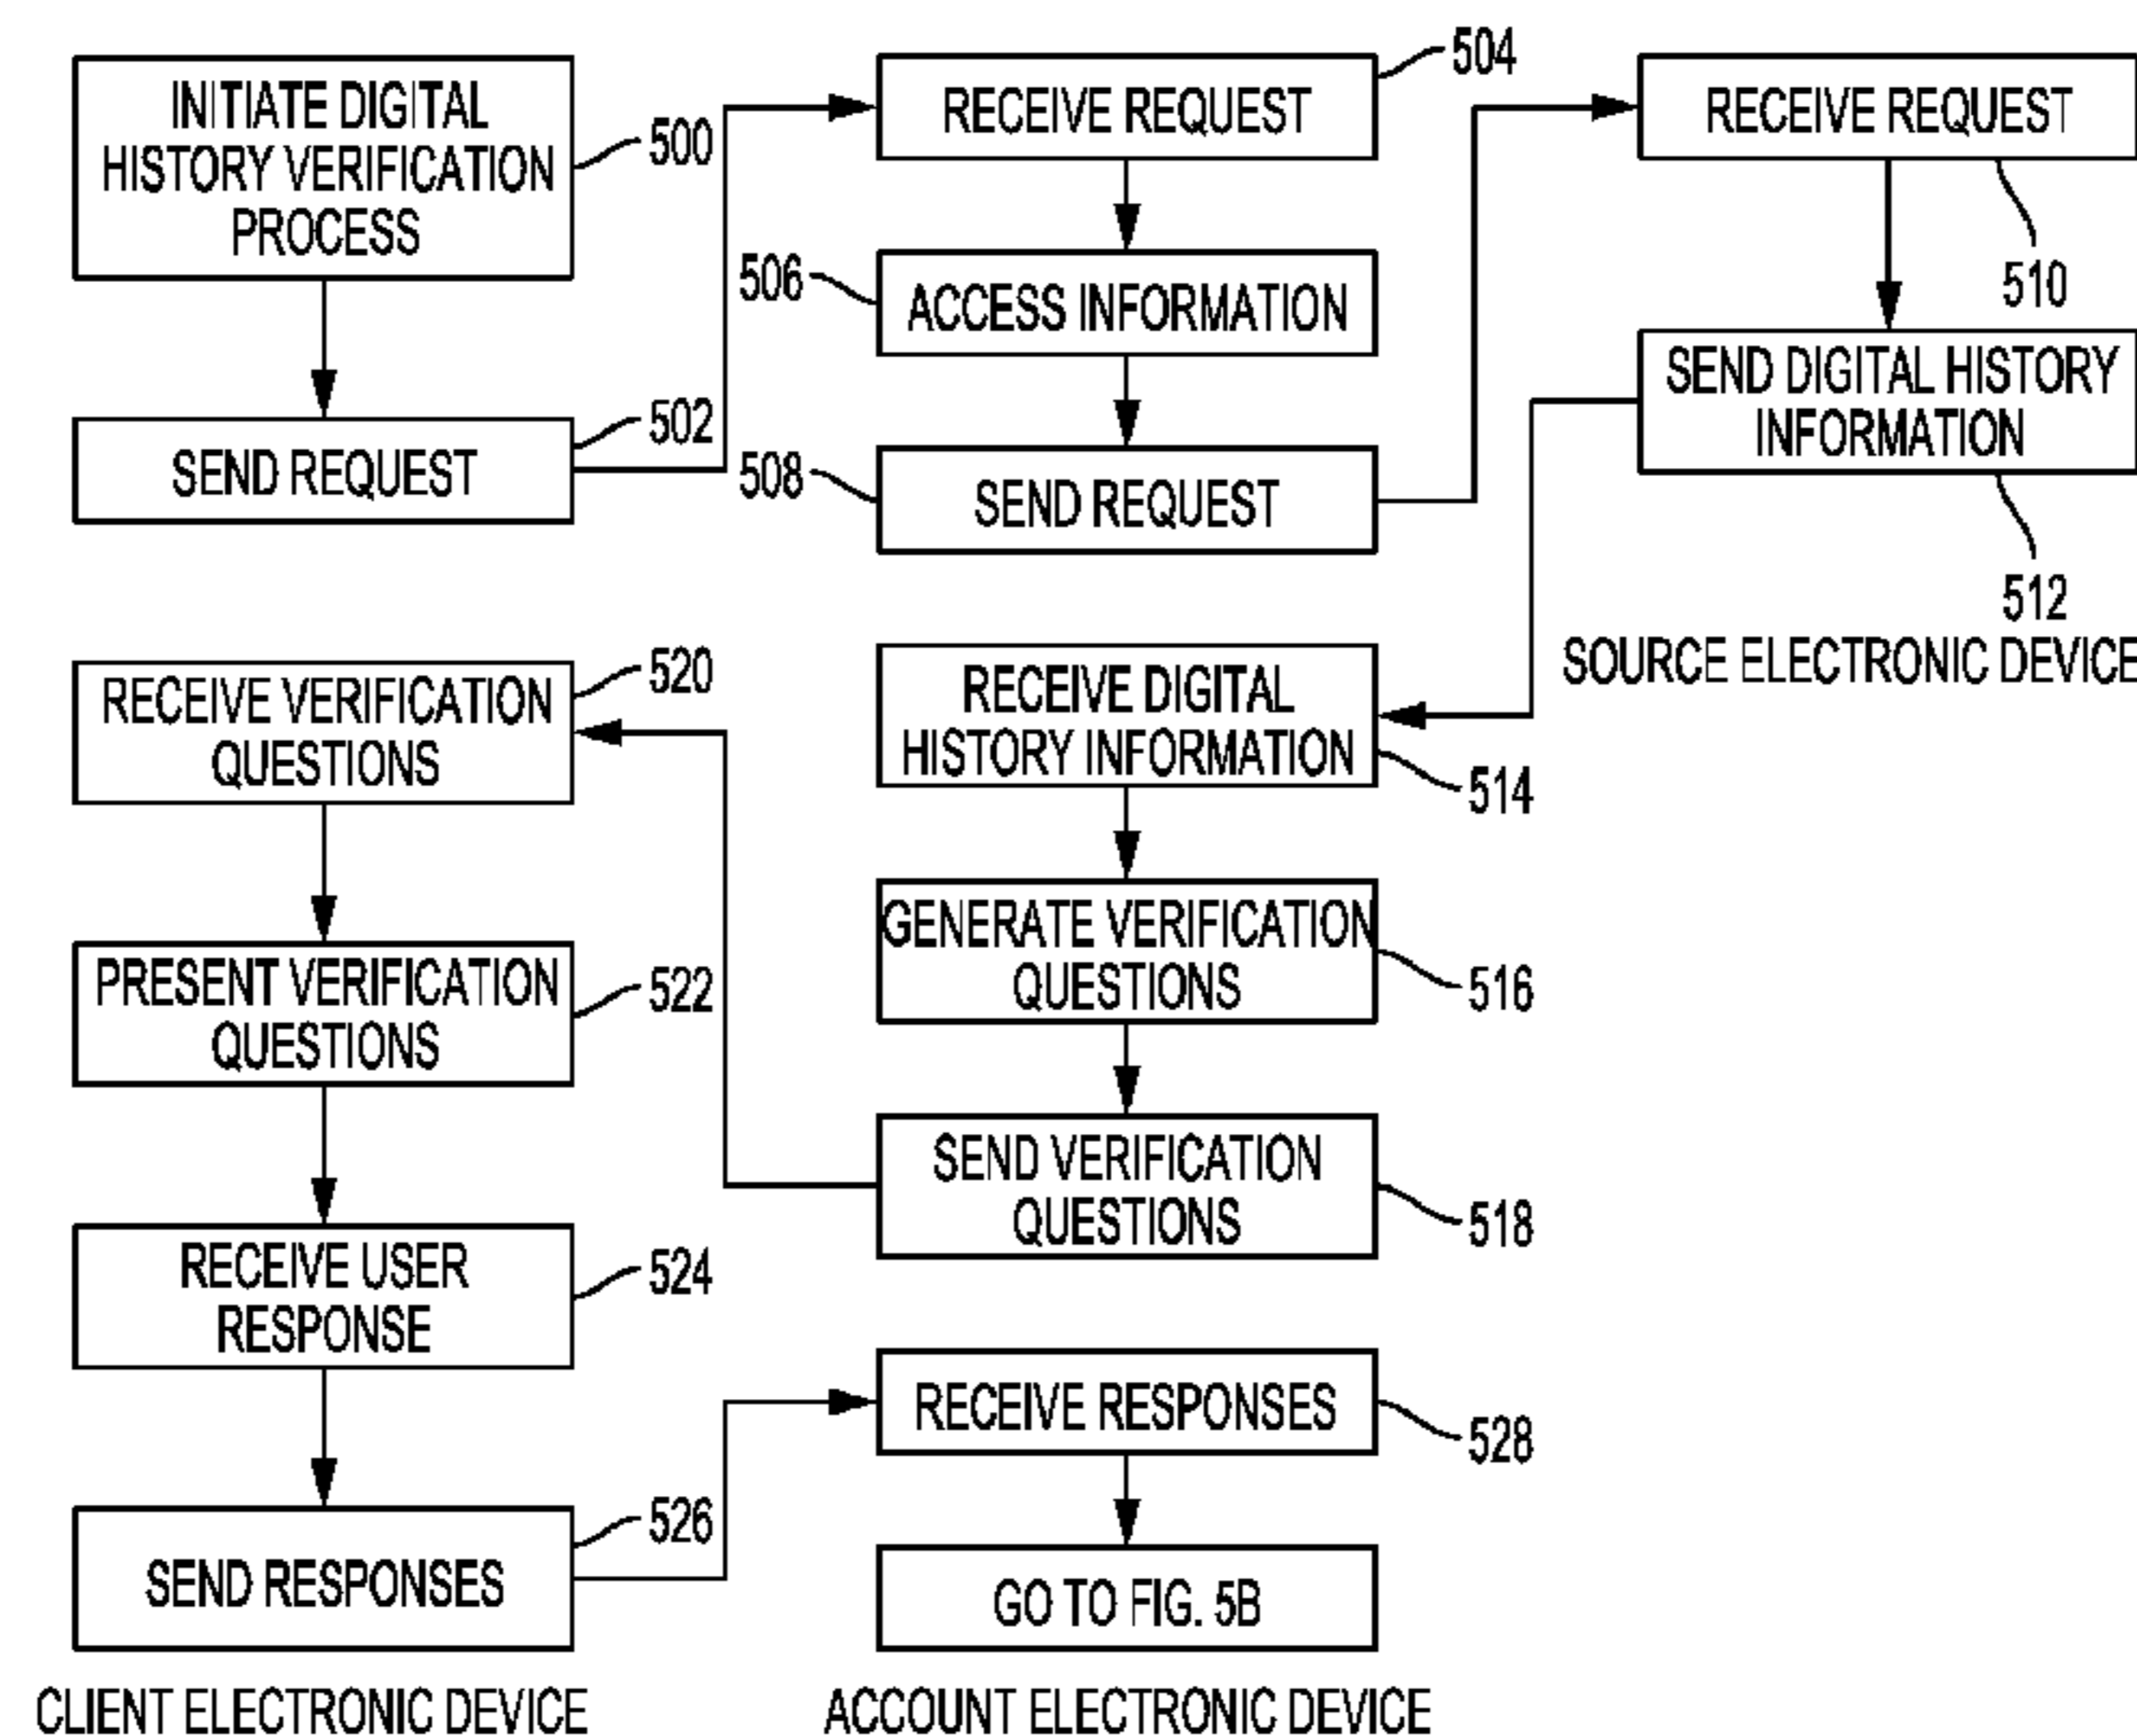 INITIATE DIGITAL
HISTORY VERIFICATION
PROCESS
500
SEND REQUEST
502
RECEIVE REQUEST
504
ACCESS INFORMATION
506
SEND REQUEST
508
RECEIVE REQUEST
510
SEND DIGITAL HISTORY
INFORMATION
512
SOURCE ELECTRONIC DEVICE
RECEIVE DIGITAL
HISTORY INFORMATION
514
GENERATE VERIFICATION
QUESTIONS
516
SEND VERIFICATION
QUESTIONS
518
RECEIVE VERIFICATION
QUESTIONS
520
PRESENT VERIFICATION
QUESTIONS
522
RECEIVE USER
RESPONSE
524
SEND RESPONSES
526
CLIENT ELECTRONIC DEVICE
RECEIVE RESPONSES
528
GO TO FIG. 5B
ACCOUNT ELECTRONIC DEVICE